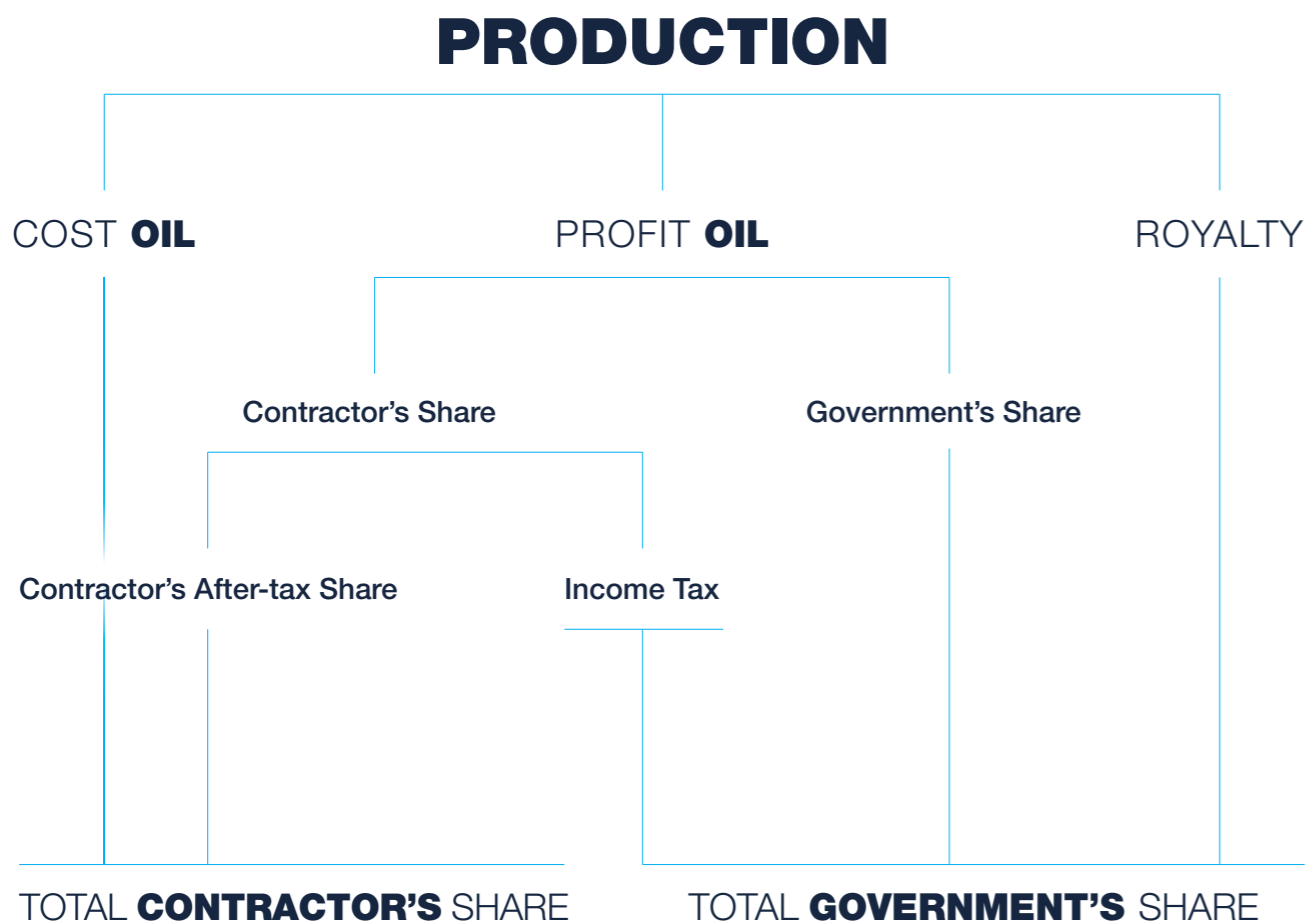 PRODUCTION
COST OIL
PROFIT OIL
ROYALTY
Contractor’s Share
Government’s Share
Contractor’s After-tax Share
Income Tax
TOTAL CONTRACTOR’S SHARE
TOTAL GOVERNMENT’S SHARE